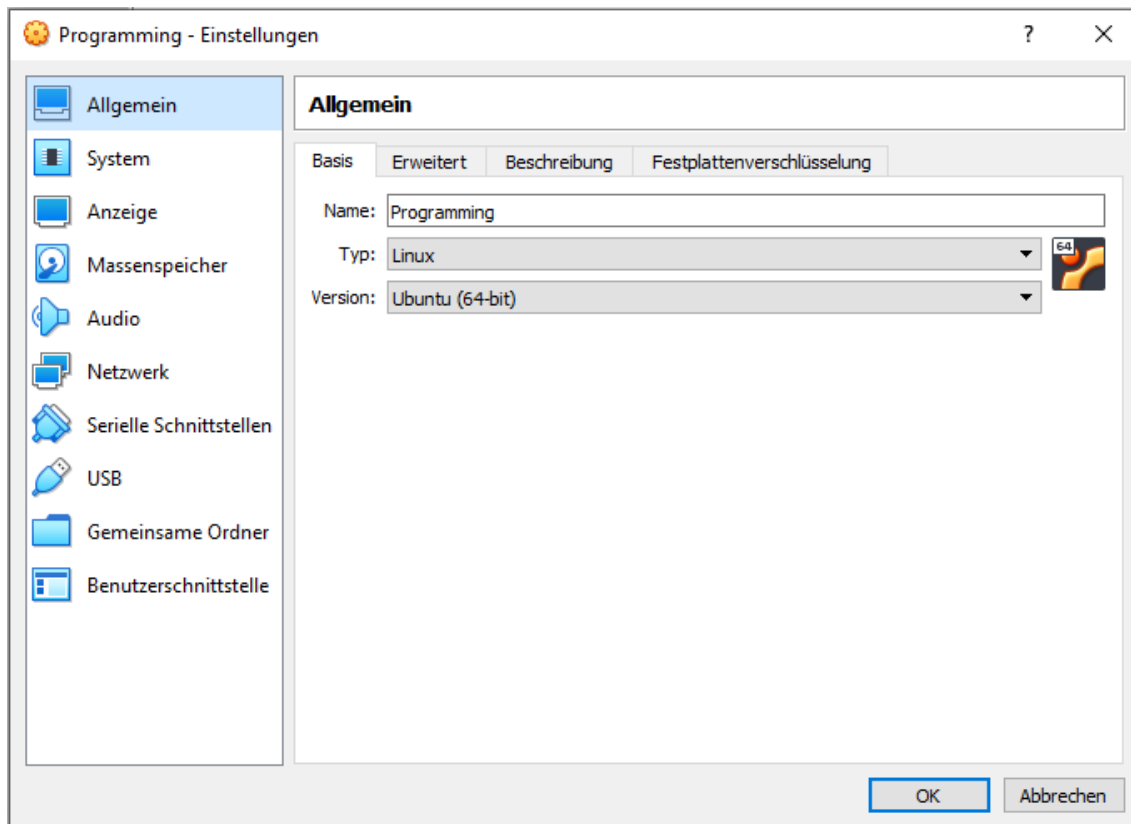 Programming - Einstellungen
?
Allgemein
System
Anzeige
Massenspeicher
Audio
Netzwerk
Serielle Schnittstellen
USB
Gemeinsame Ordner
Benutzerschnittstelle
Allgemein
Basis Erweitert Beschreibung Festplattenverschlüsselung
Name: Programming
Typ: Linux
64
Version: Ubuntu (64-bit)
OK Abbrechen